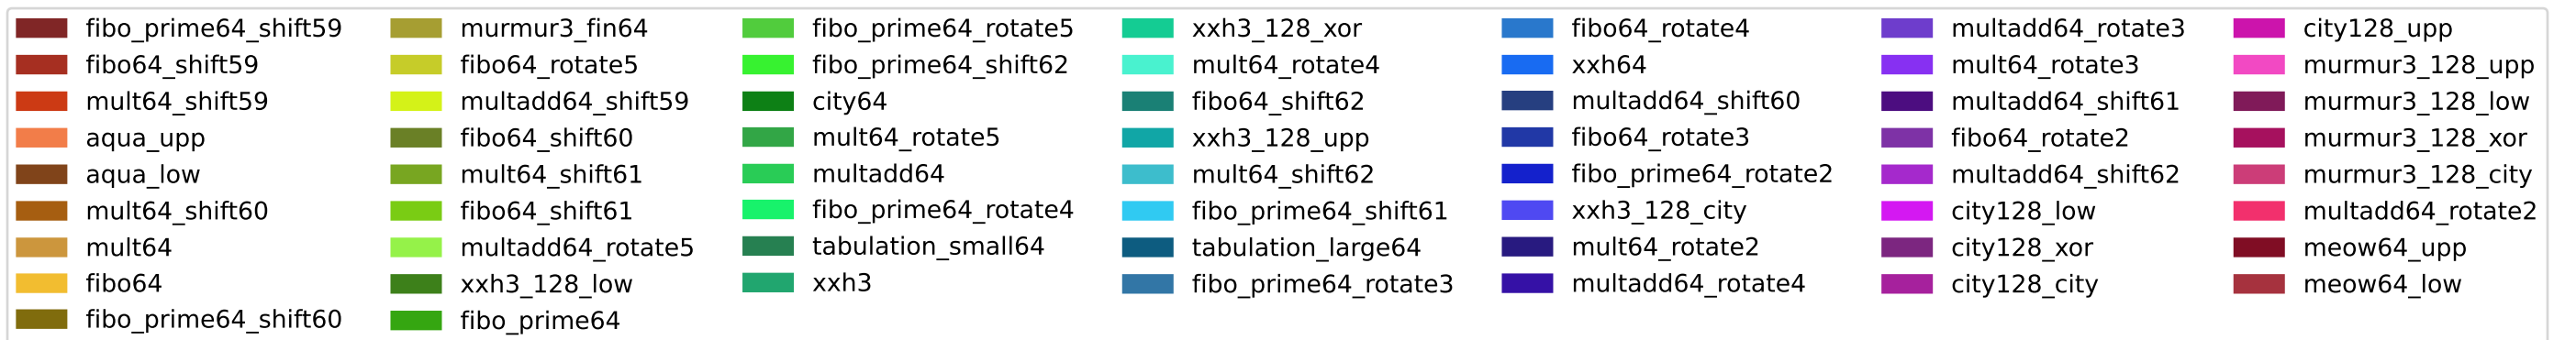 fibo_prime64_shift59
fibo64_shift59
mult64_shift59
aqua_upp
aqua_low
mult64_shift60
mult64
fibo64
fibo_prime64_shift60
murmur3_fin64
fibo64_rotate5
multadd64_shift59
fibo64_shift60
mult64_shift61
fibo64_shift61
multadd64_rotate5
xxh3_128_low
fibo_prime64
fibo_prime64_rotate5
fibo_prime64_shift62
city64
mult64_rotate5
multadd64
fibo_prime64_rotate4
tabulation_small64
xxh3
xxh3_128_xor
mult64_rotate4
fibo64_shift62
xxh3_128_upp
mult64_shift62
fibo_prime64_shift61
tabulation_large64
fibo_prime64_rotate3
fibo64_rotate4
xxh64
multadd64_shift60
fibo64_rotate3
fibo_prime64_rotate2
xxh3_128_city
mult64_rotate2
multadd64_rotate4
multadd64_rotate3
mult64_rotate3
multadd64_shift61
fibo64_rotate2
multadd64_shift62
city128_low
city128_xor
city128_city
city128_upp
murmur3_128_upp
murmur3_128_low
murmur3_128_xor
murmur3_128_city
multadd64_rotate2
meow64_upp
meow64_low